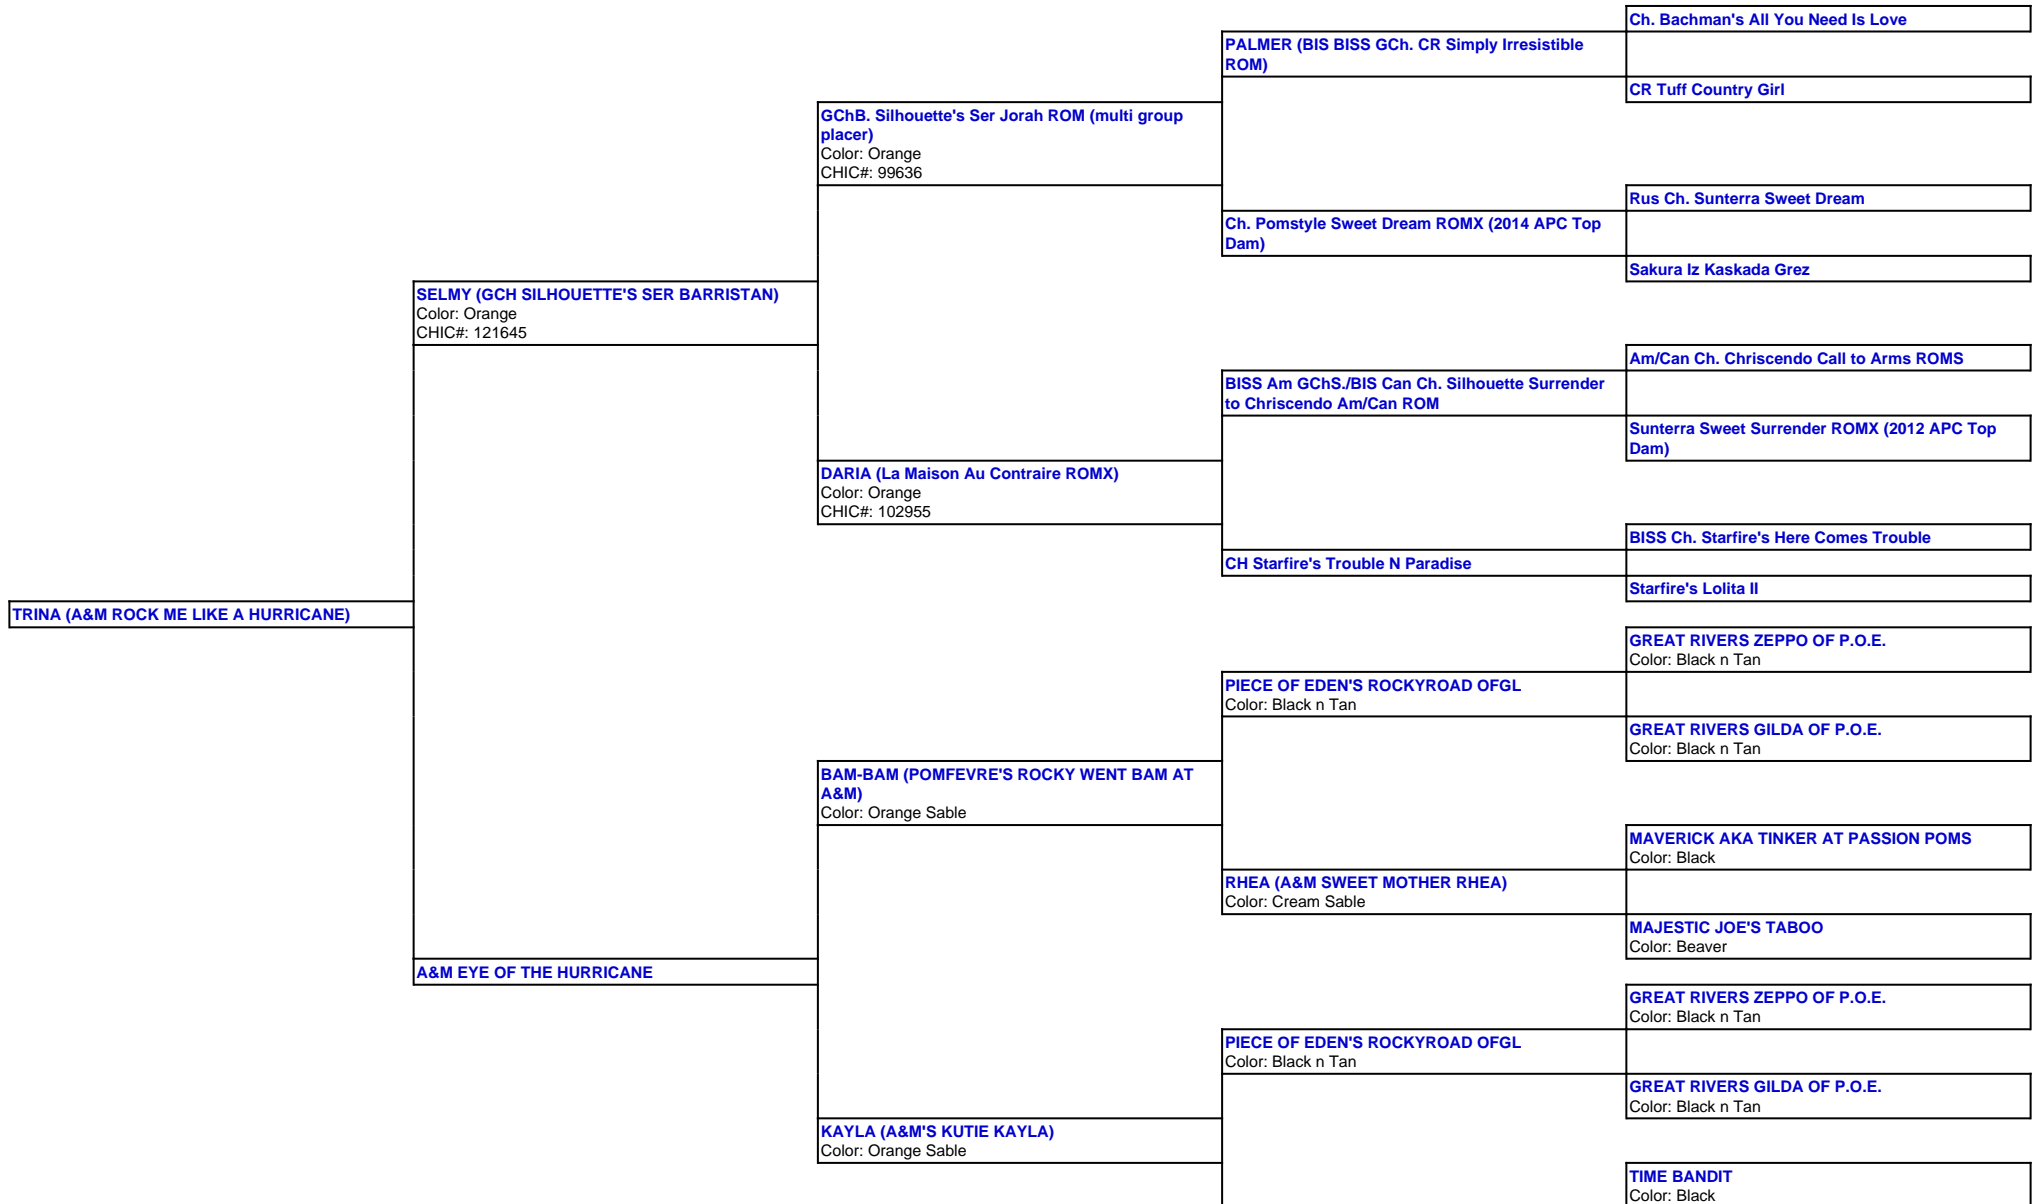 Ch. Bachman's All You Need Is Love
PALMER (BIS BISS GCh. CR Simply Irresistible
ROM)
CR Tuff Country Girl
GChB. Silhouette's Ser Jorah ROM (multi group
placer)
Color: Orange
CHIC#: 99636
Rus Ch. Sunterra Sweet Dream
Ch. Pomstyle Sweet Dream ROMX (2014 APC Top
Dam)
Sakura Iz Kaskada Grez
SELMY (GCH SILHOUETTE'S SER BARRISTAN)
Color: Orange
CHIC#: 121645
Am/Can Ch. Chriscendo Call to Arms ROMS
BISS Am GChS./BIS Can Ch. Silhouette Surrender
to Chriscendo Am/Can ROM
Sunterra Sweet Surrender ROMX (2012 APC Top
Dam)
DARIA (La Maison Au Contraire ROMX)
Color: Orange
CHIC#: 102955
BISS Ch. Starfire's Here Comes Trouble
CH Starfire's Trouble N Paradise
Starfire's Lolita II
TRINA (A&M ROCK ME LIKE A HURRICANE)
GREAT RIVERS ZEPPO OF P.O.E.
Color: Black n Tan
PIECE OF EDEN'S ROCKYROAD OFGL
Color: Black n Tan
GREAT RIVERS GILDA OF P.O.E.
Color: Black n Tan
BAM-BAM (POMFEVRE'S ROCKY WENT BAM AT
A&M)
Color: Orange Sable
MAVERICK AKA TINKER AT PASSION POMS
Color: Black
RHEA (A&M SWEET MOTHER RHEA)
Color: Cream Sable
MAJESTIC JOE'S TABOO
Color: Beaver
A&M EYE OF THE HURRICANE
GREAT RIVERS ZEPPO OF P.O.E.
Color: Black n Tan
PIECE OF EDEN'S ROCKYROAD OFGL
Color: Black n Tan
GREAT RIVERS GILDA OF P.O.E.
Color: Black n Tan
KAYLA (A&M'S KUTIE KAYLA)
Color: Orange Sable
TIME BANDIT
Color: Black